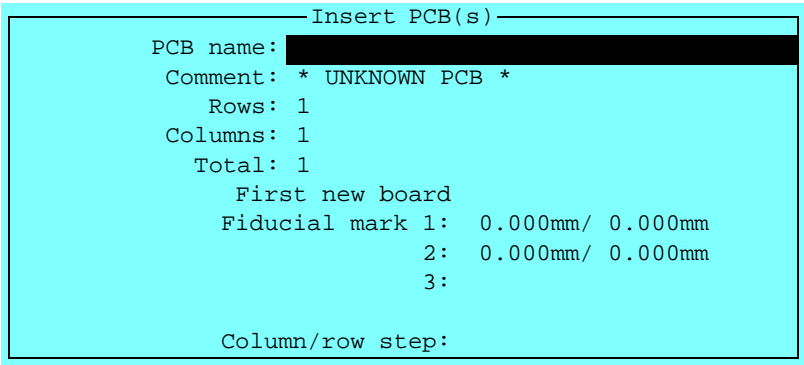 Insert PCB(s)
PCB name:
Comment: * UNKNOWN PCB *
Rows: 1
Columns: 1
Total: 1
First new board
Fiducial mark 1: 0.000mm/ 0.000mm
2: 0.000mm/ 0.000mm
3:
Column/row step: